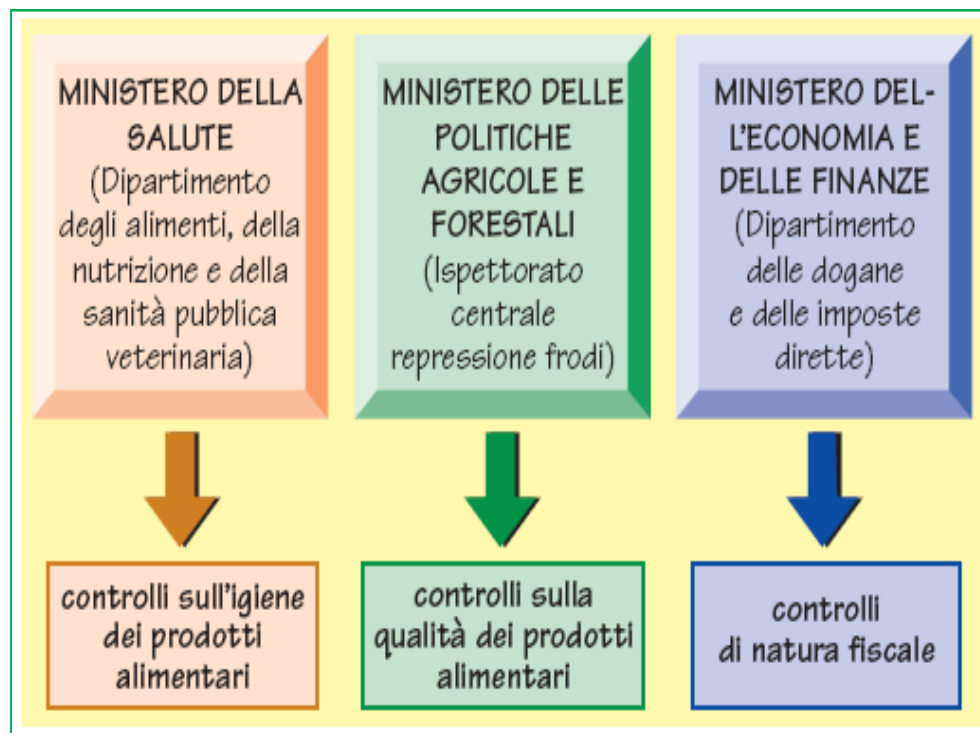 MINISTERO DELLA
SALUTE
(Dipartimento
degli alimenti, della
nutrizione e della
sanità pubblica
veterinaria)
MINISTERO DELLE
POLITICHE
AGRICOLE E
FORESTALI
(Ispettorato
centrale
repressione frodi)
MINISTERO DEL-
L'ECONOMIA E
DELLE FINANZE
(Dipartimento
delle dogane
e delle imposte
dirette)
controlli sull'igiene
dei prodotti
alimentari
controlli sulla
qualità dei prodotti
alimentari
controlli
di natura fiscale